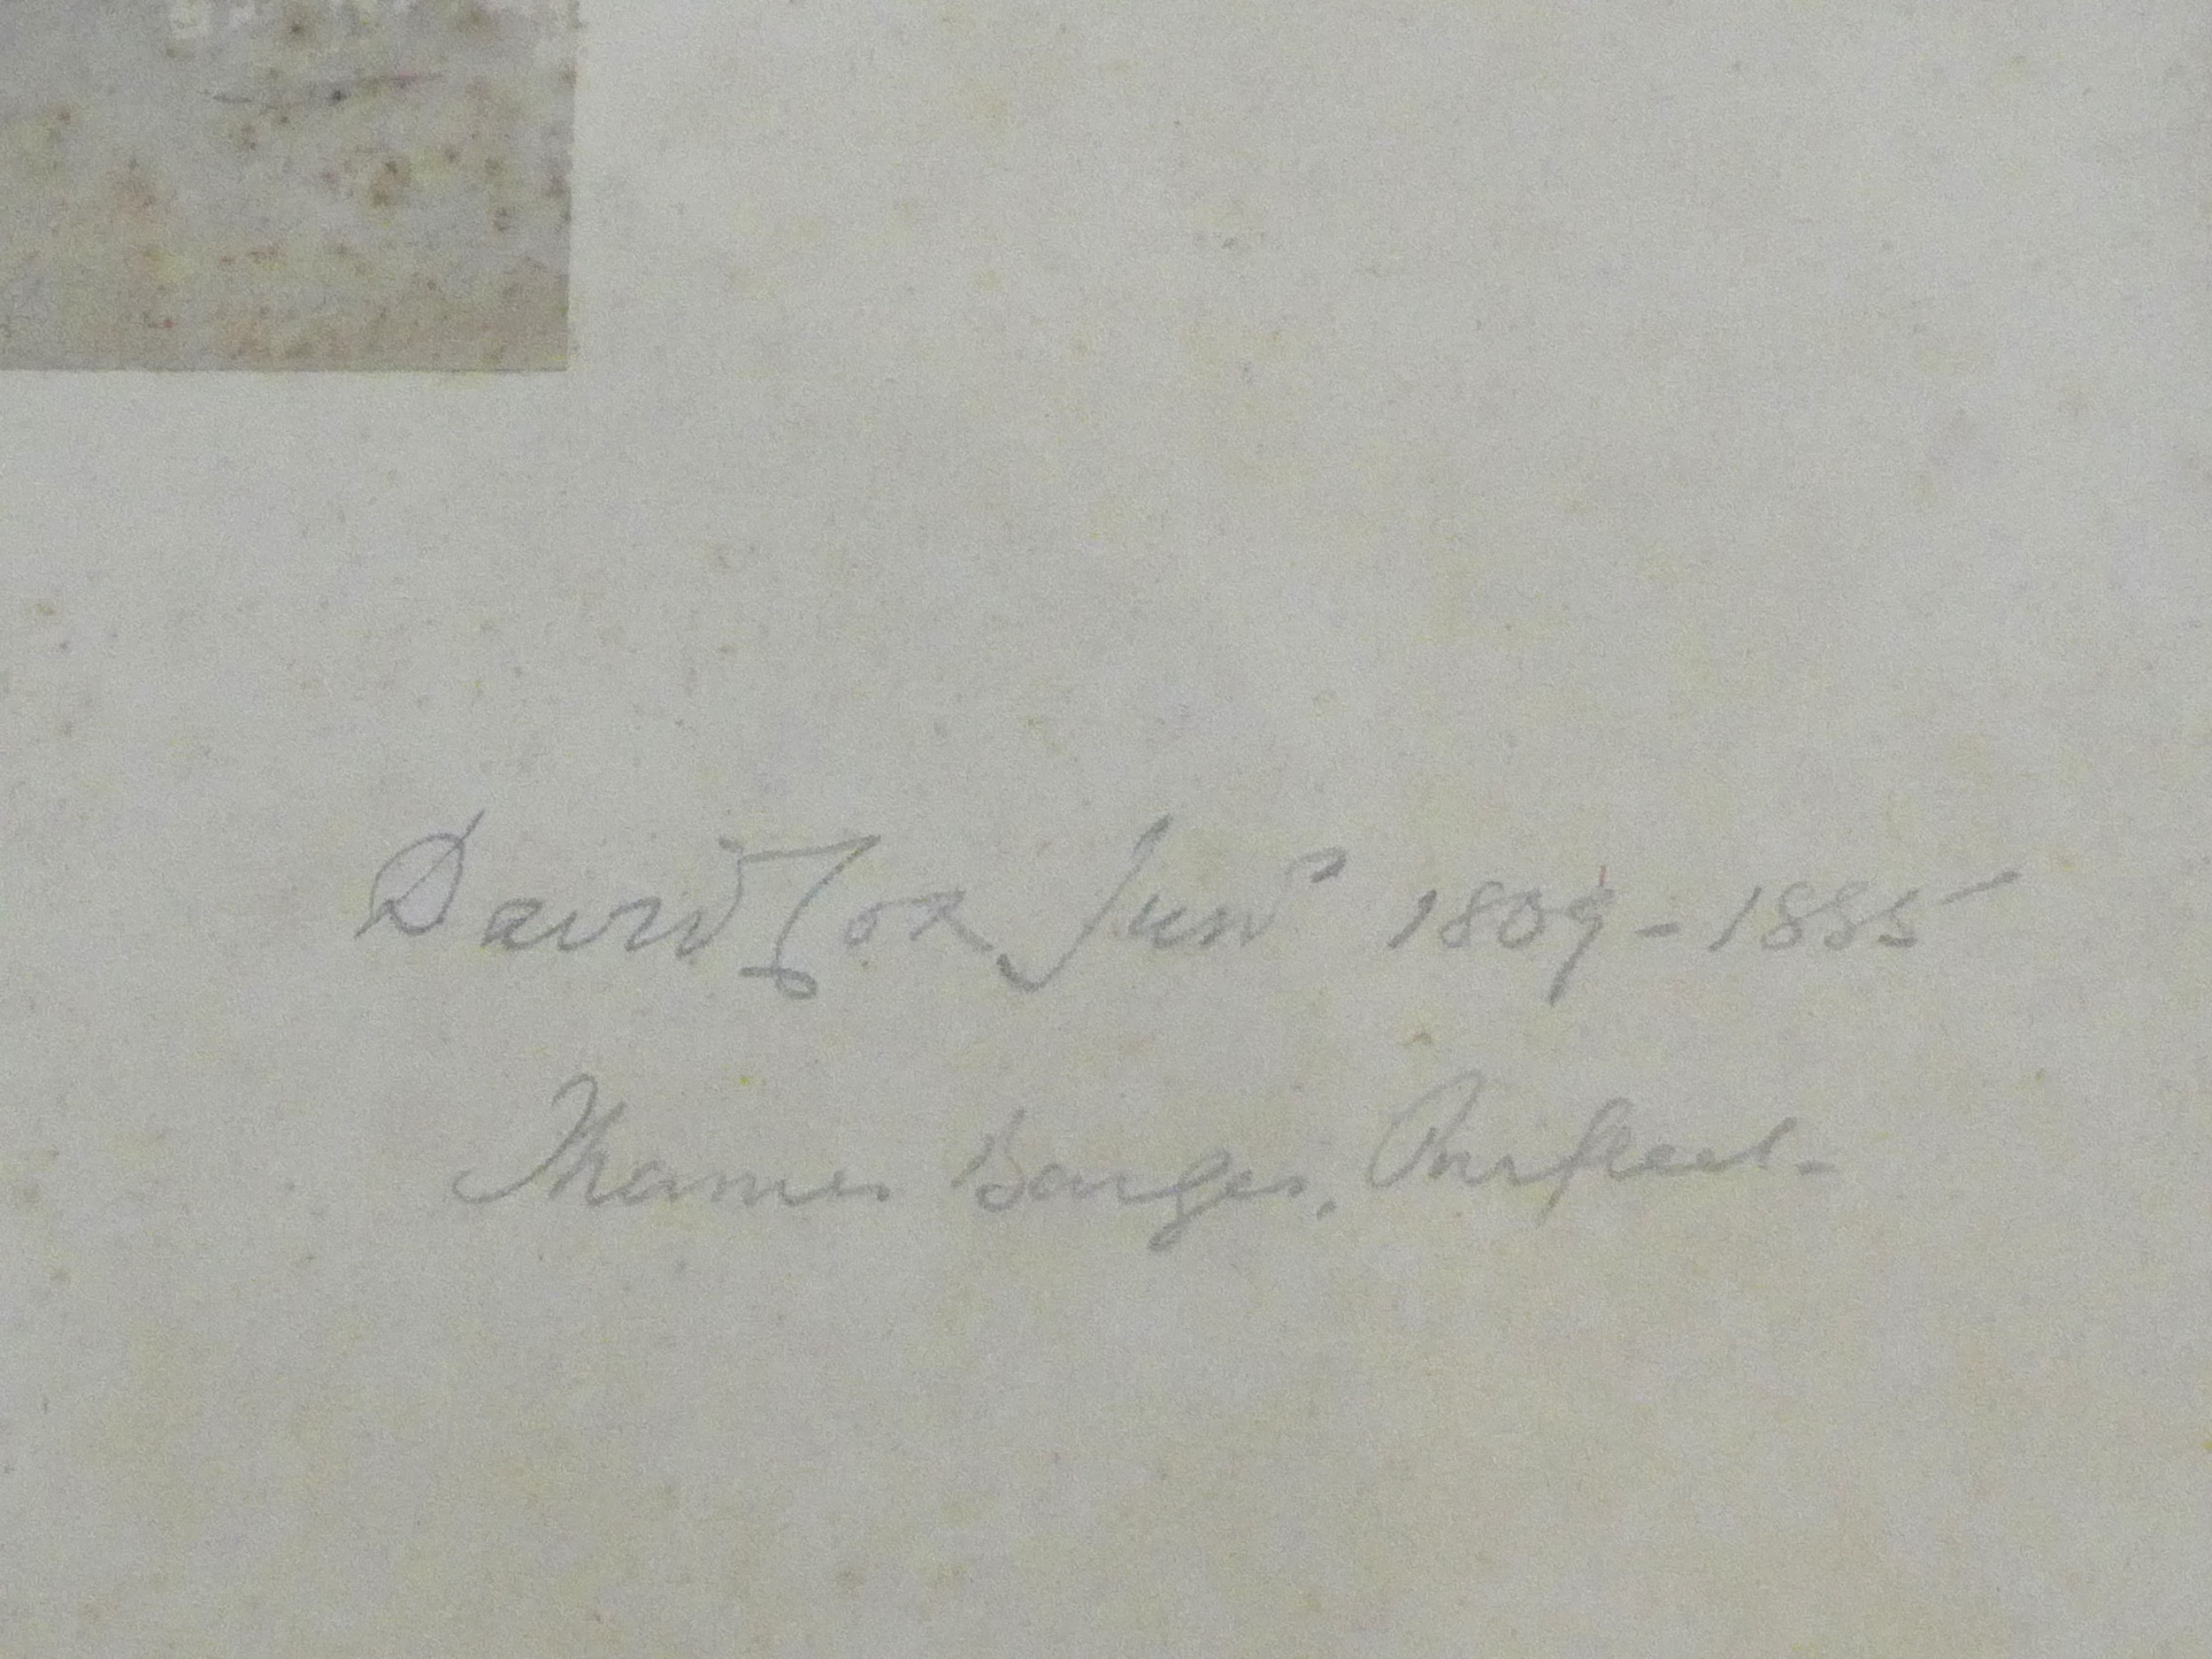 David Cox Junr 1809 - 1885
Thames Barges. Purfleet -